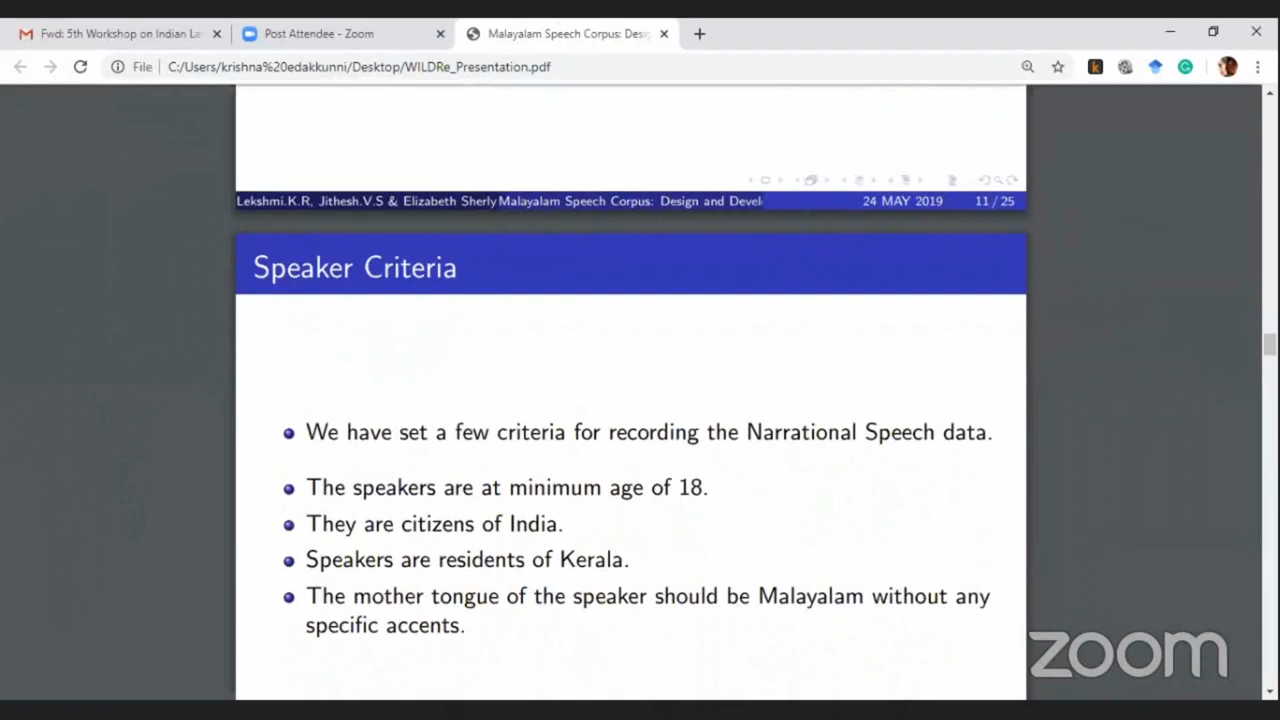 Fwd: 5th Workshop on Indian La
Post Attendee - Zoom
Malayalam Speech Corpus: Desi
File
C:/Users/krishna%20edakkunni/Desktop/WILDRe_Presentation.pdf
Lekshmi.K.R, Jithesh.V.S & Elizabeth Sherly Malayalam Speech Corpus: Design and Devel
24 MAY 2019
11 / 25
Speaker Criteria
We have set a few criteria for recording the Narrational Speech data.
The speakers are at minimum age of 18.
They are citizens of India.
Speakers are residents of Kerala.
The mother tongue of the speaker should be Malayalam without any
specific accents.
zoom